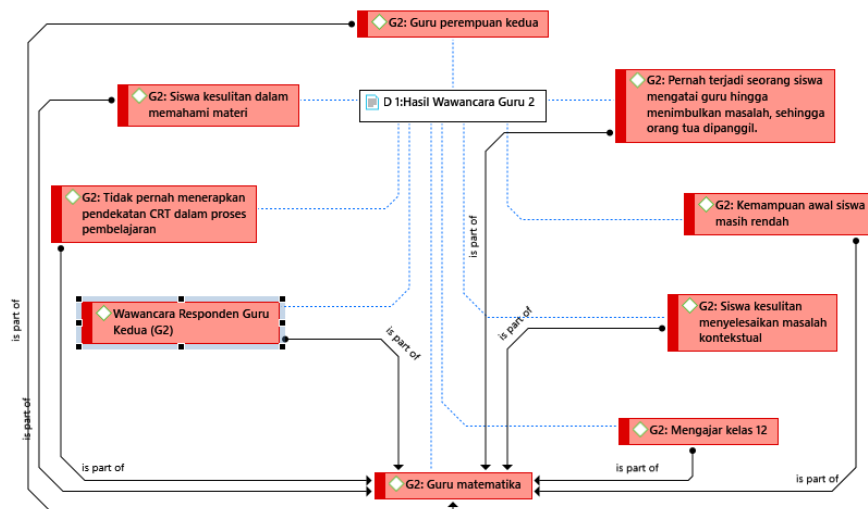 G2: Guru perempuan kedua
G2: Siswa kesulitan dalam
memahami materi
D 1:Hasil Wawancara Guru 2
G2: Pernah terjadi seorang siswa
mengatai guru hingga
menimbulkan masalah, sehingga
orang tua dipanggil.
G2: Tidak pernah menerapkan
pendekatan CRT dalam proses
pembelajaran
G2: Kemampuan awal siswa
masih rendah
is part of
Wawancara Responden Guru
Kedua (G2)
G2: Siswa kesulitan
menyelesaikan masalah
kontekstual
is part of
is part of
is part of
is part of
G2: Mengajar kelas 12
is part of
is part of
is part of
G2: Guru matematika